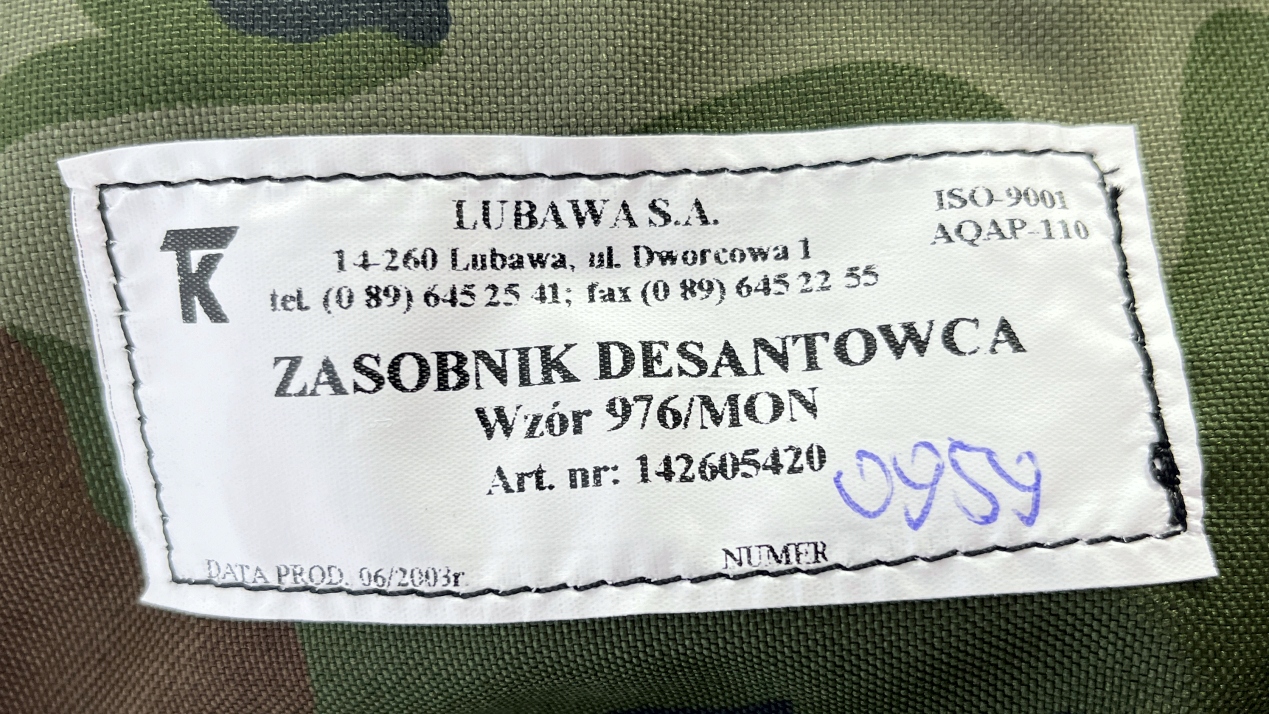 TK
LUBAWA S.A.
ISO-9001
AQAP-110
14-260 Lubawa, ul. Dworcowa 1
tel. (0 89) 645 25 41; fax (0 89) 645 22 55
ZASOBNIK DESANTOWCA
Wzór 976/MON
Art. nr: 142605420
0959
DATA PROD. 06/2003r.
NUMER